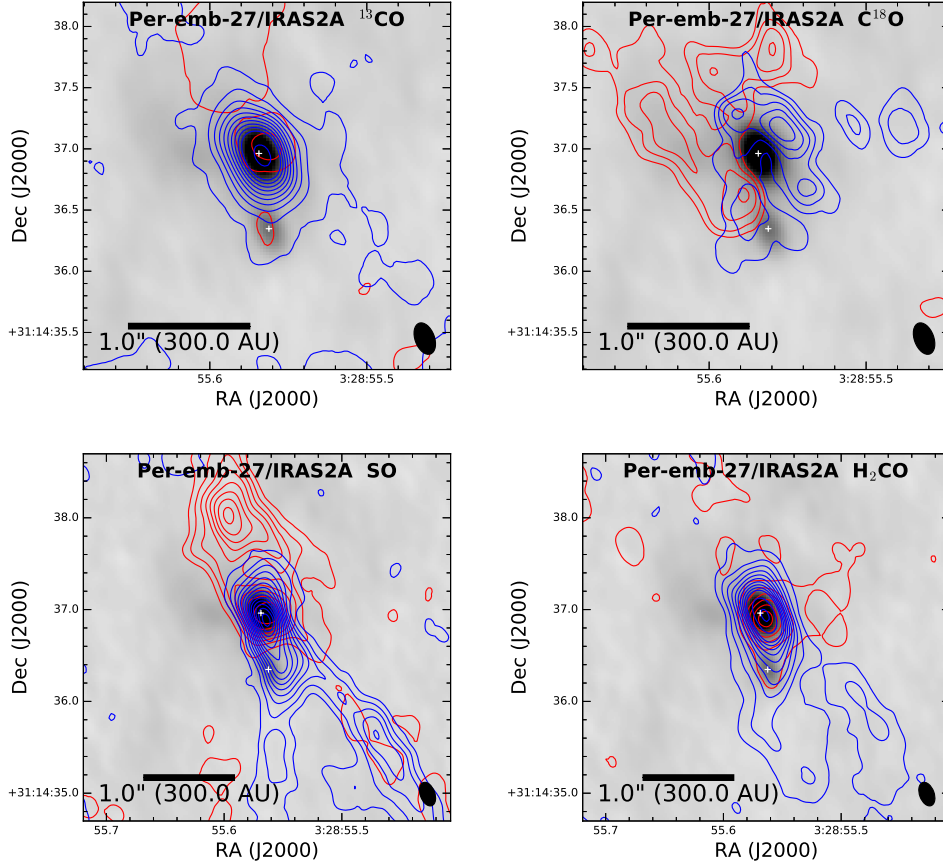 Per-emb-27/IRAS2A ¹³CO
38.0
37.5
37.0
36.5
36.0
+31:14:35.5
Dec (J2000)
1.0" (300.0 AU)
55.6
3:28:55.5
RA (J2000)
Per-emb-27/IRAS2A C¹⁸O
38.0
37.5
37.0
36.5
36.0
+31:14:35.5
Dec (J2000)
1.0" (300.0 AU)
55.6
3:28:55.5
RA (J2000)
Per-emb-27/IRAS2A SO
38.0
37.0
36.0
+31:14:35.0
Dec (J2000)
1.0" (300.0 AU)
55.7
55.6
3:28:55.5
RA (J2000)
Per-emb-27/IRAS2A H₂CO
38.0
37.0
36.0
+31:14:35.0
Dec (J2000)
1.0" (300.0 AU)
55.7
55.6
3:28:55.5
RA (J2000)